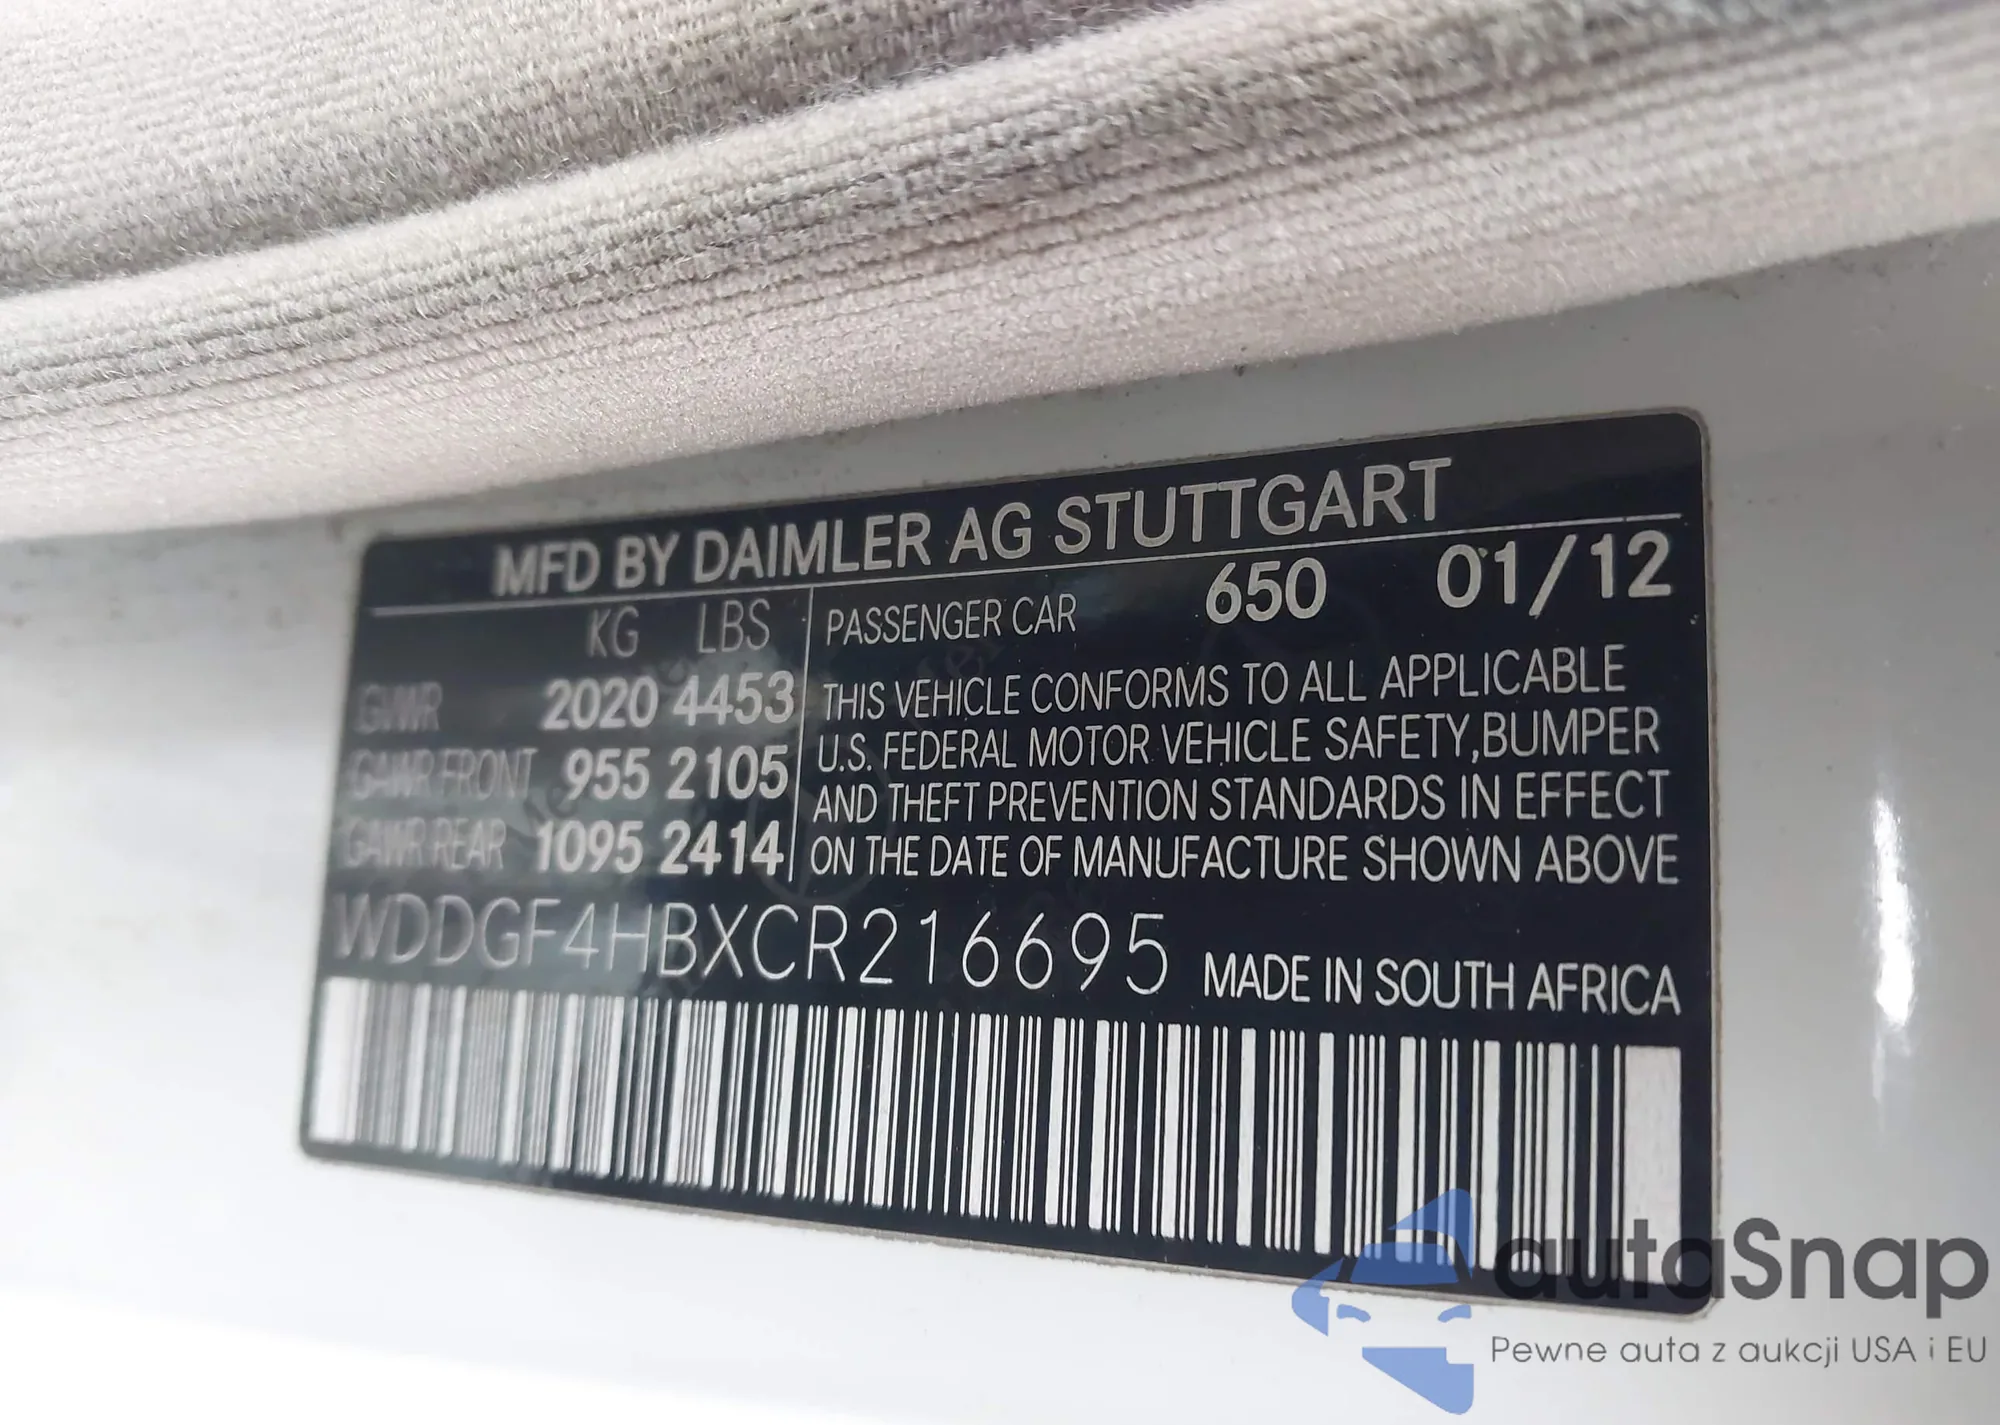 MFD BY DAIMLER AG STUTTGART
KG LBS
GVWR 2020 4453
GAWR FRONT 955 2105
GAWR REAR 1095 2414
PASSENGER CAR 650 01/12
THIS VEHICLE CONFORMS TO ALL APPLICABLE
U.S. FEDERAL MOTOR VEHICLE SAFETY,BUMPER
AND THEFT PREVENTION STANDARDS IN EFFECT
ON THE DATE OF MANUFACTURE SHOWN ABOVE
WDDGF4HBXCR216695 MADE IN SOUTH AFRICA
autaSnap
Pewne auta z aukcji USA i EU